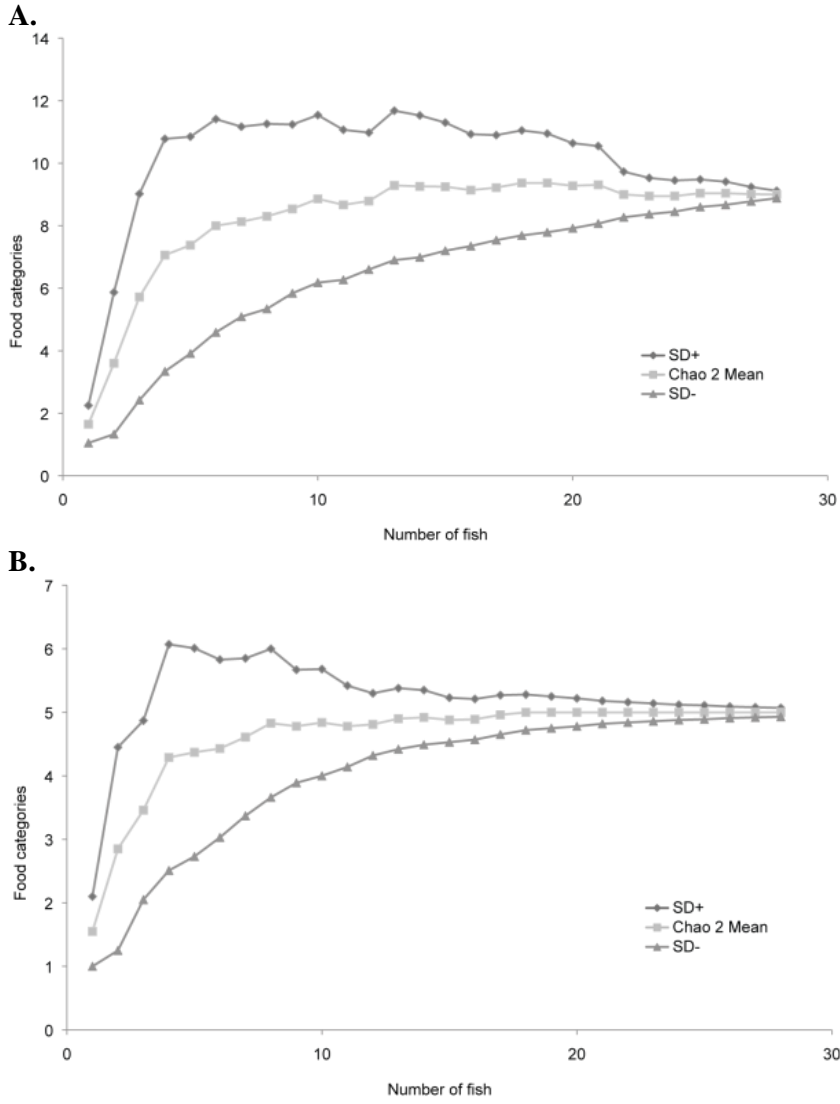 A.
14
12
10
8
6
4
2
0
Food categories
SD+
Chao 2 Mean
SD-
0 10 20 30
Number of fish
B.
7
6
5
4
3
2
1
0
Food categories
SD+
Chao 2 Mean
SD-
0 10 20 30
Number of fish